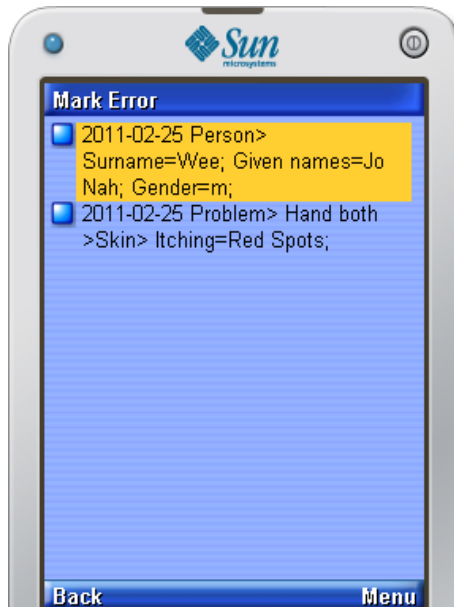 Sun
microsystems
Mark Error
2011-02-25 Person>
Surname=Wee; Given names=Jo
Nah; Gender=m;
2011-02-25 Problem> Hand both
>Skin> Itching=Red Spots;
Back Menu